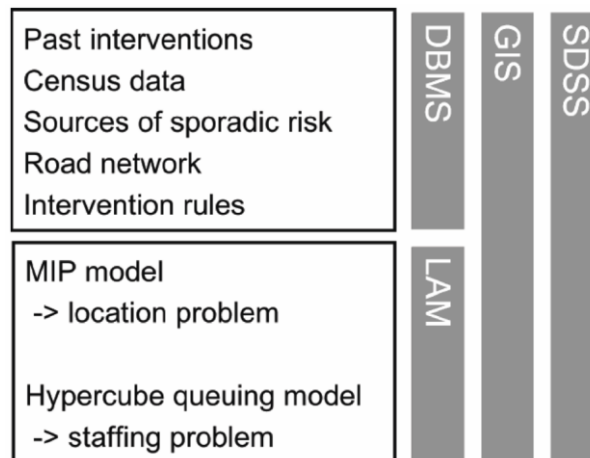 Past interventions
Census data
Sources of sporadic risk
Road network
Intervention rules
MIP model
-> location problem
Hypercube queuing model
-> staffing problem
DBMS
LAM
GIS
SDSS